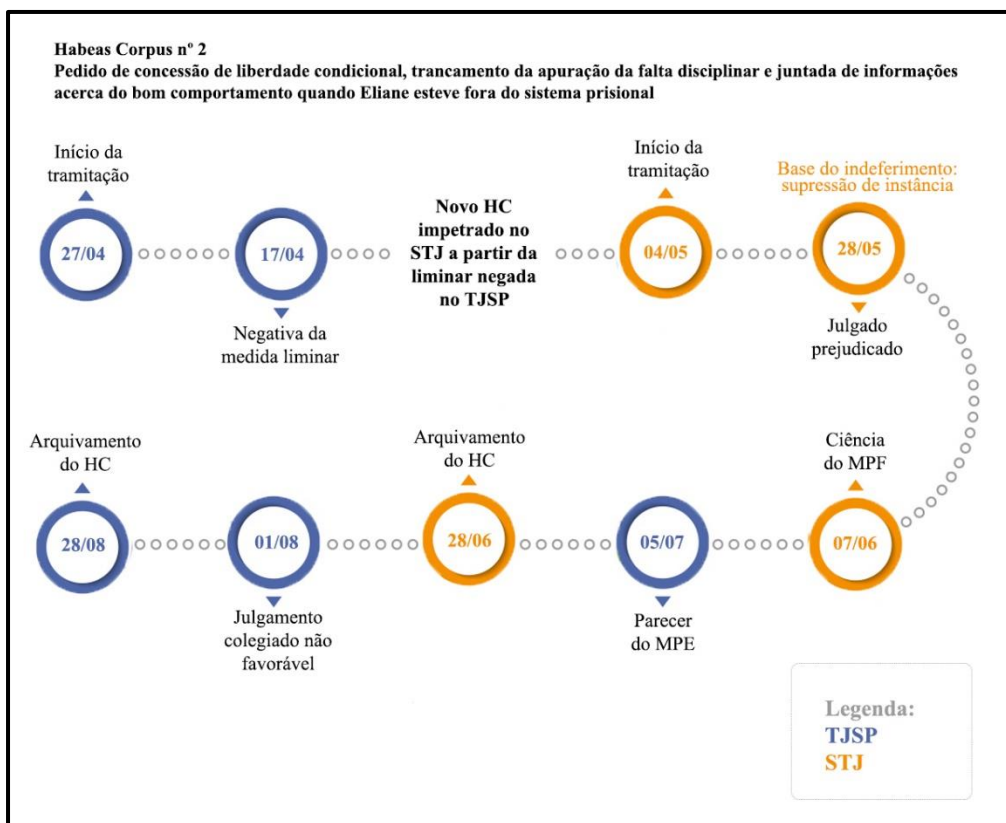 Habeas Corpus nº 2
Pedido de concessão de liberdade condicional, trancamento da apuração da falta disciplinar e juntada de informações
acerca do bom comportamento quando Eliane esteve fora do sistema prisional
Início da
tramitação
27/04
17/04
Negativa da
medida liminar
Novo HC
impetrado no
STJ a partir da
liminar negada
no TJSP
Início da
tramitação
04/05
Base do indeferimento:
supressão de instância
28/05
Julgado
prejudicado
Arquivamento
do HC
28/08
01/08
Julgamento
colegiado não
favorável
Arquivamento
do HC
28/06
05/07
Parecer
do MPE
Ciência
do MPF
07/06
Legenda:
TJSP
STJ